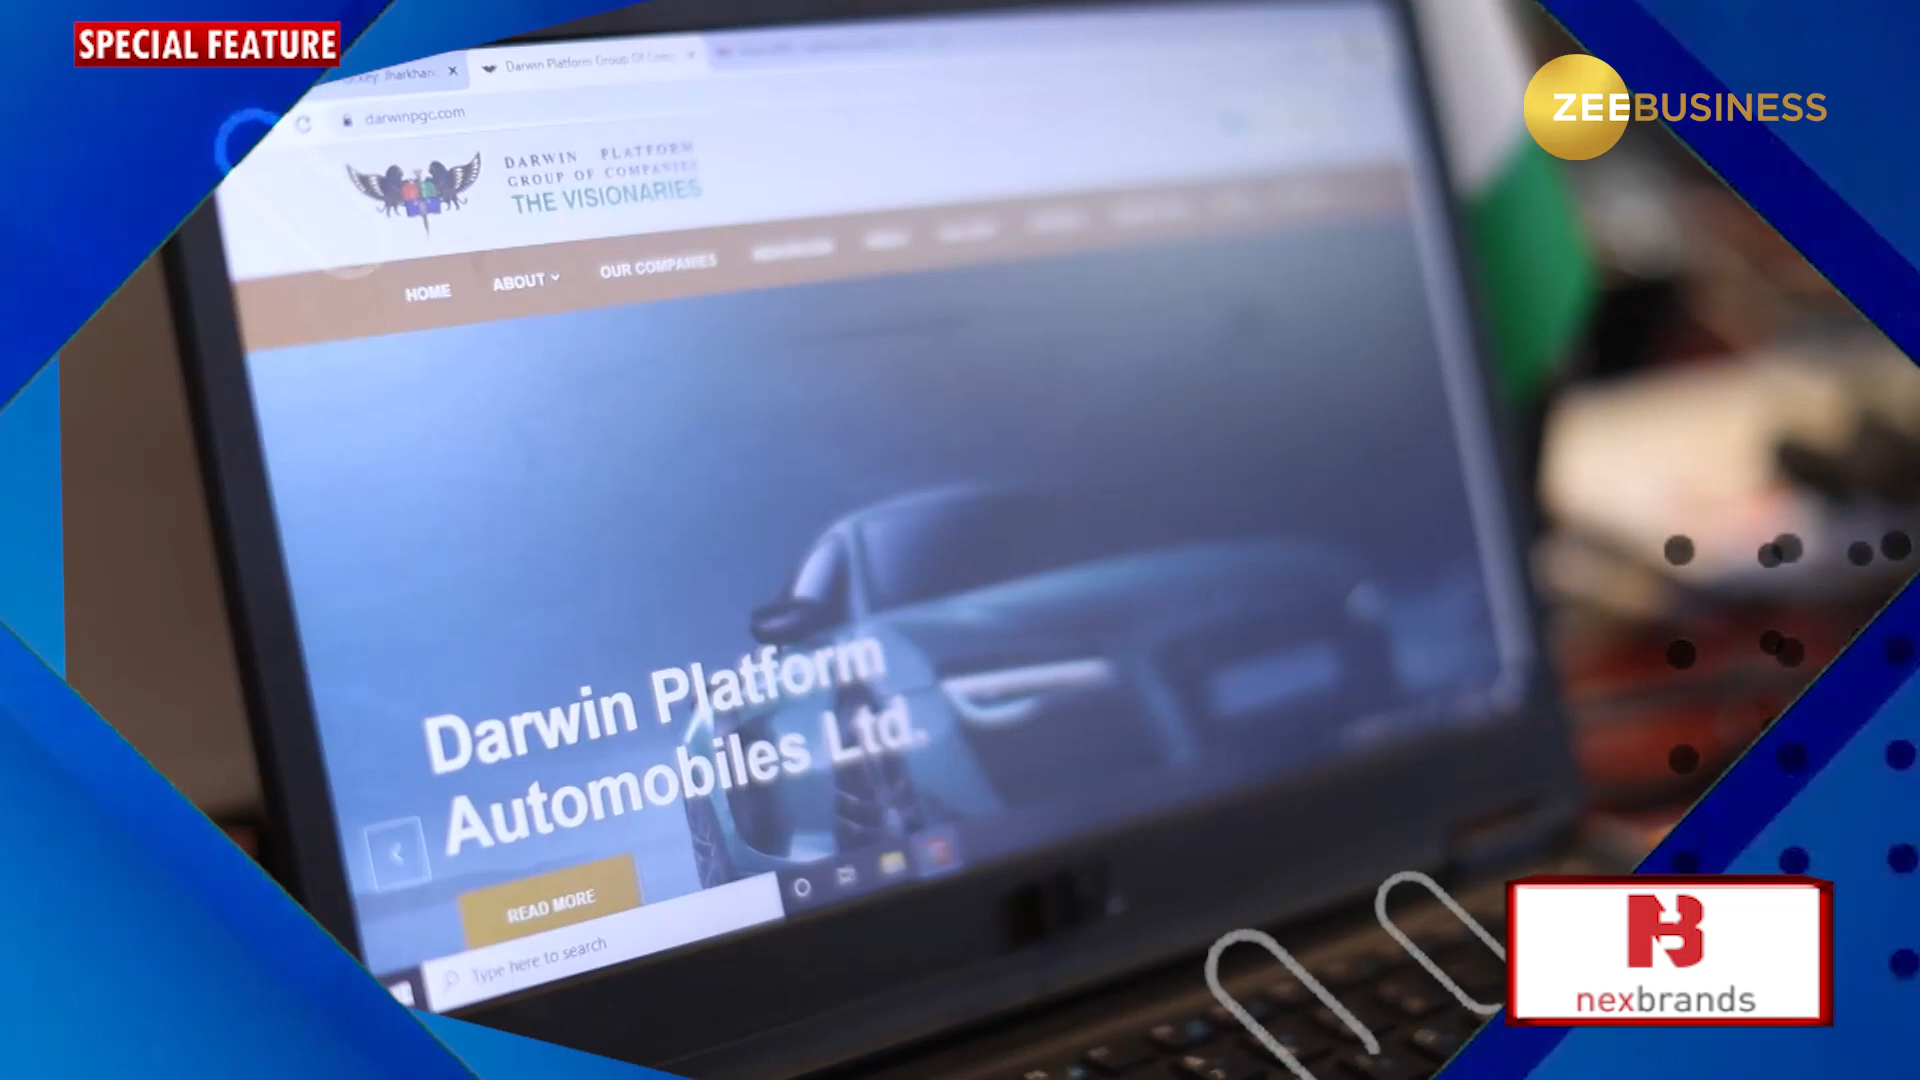 SPECIAL FEATURE
ZEEBUSINESS
Jharkhand
Darwin Platform Group Of
darwinpgc.com
DARWIN PLATFORM
GROUP OF COMPANIES
THE VISIONARIES
HOME
ABOUT
OUR COMPANIES
Darwin Platform
Automobiles Ltd.
READ MORE
Type here to search
nexbrands